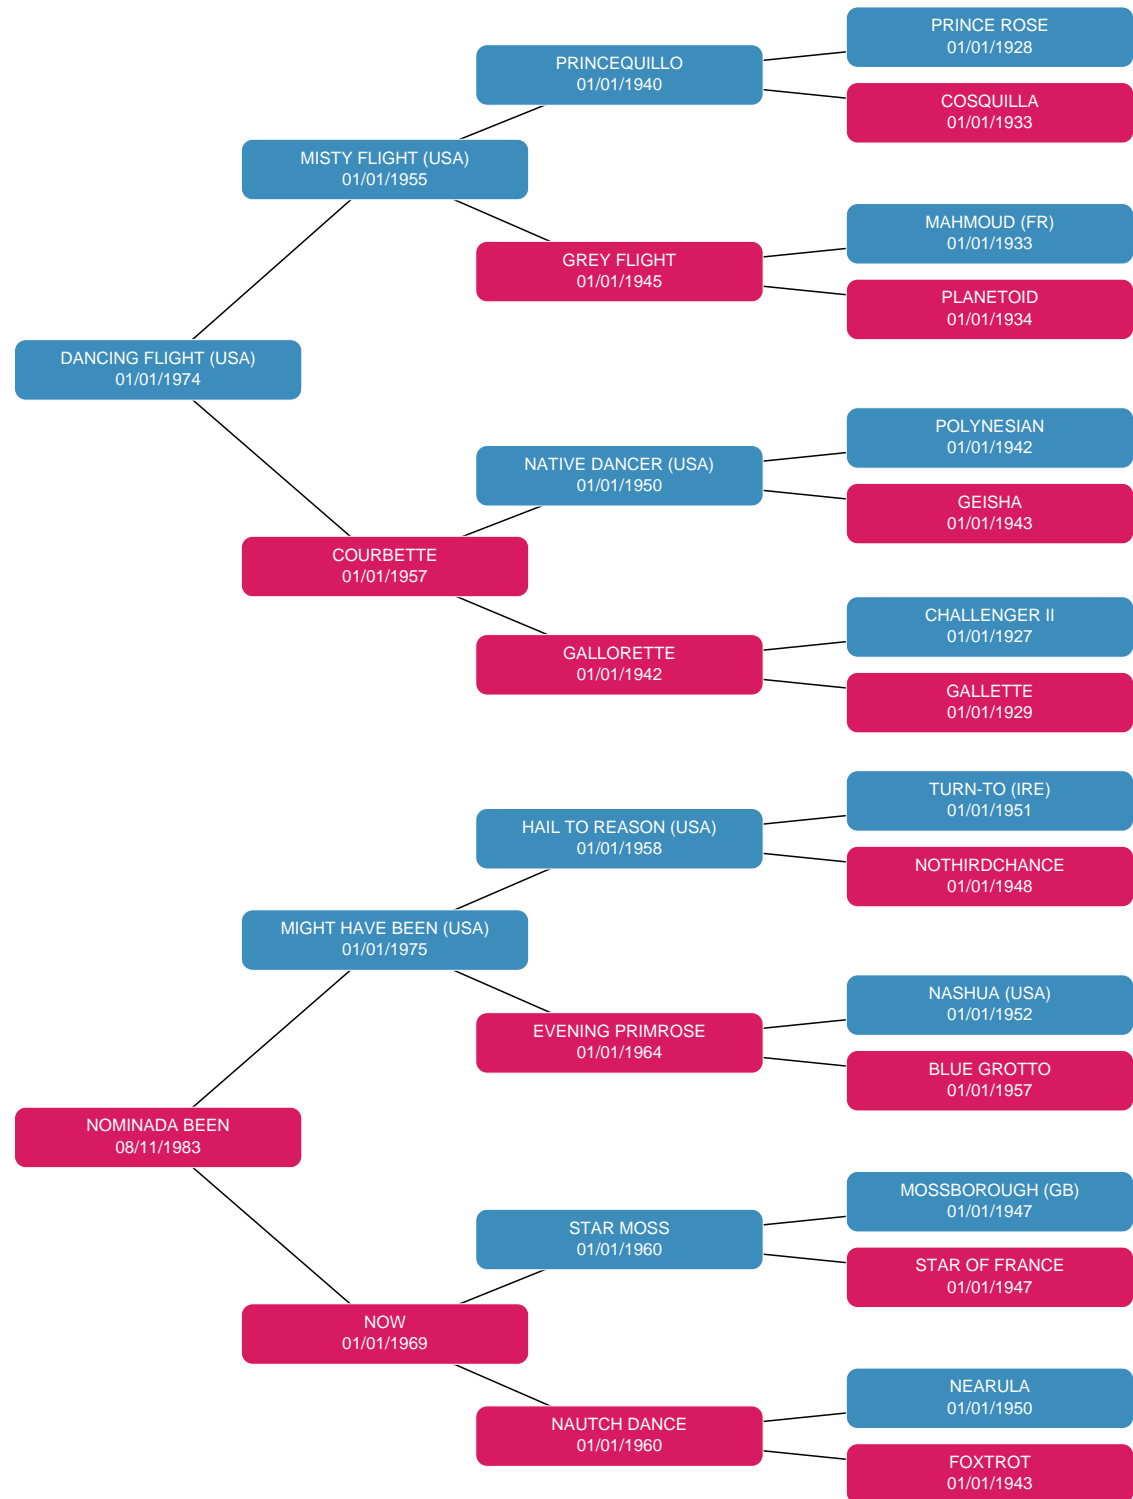 PRINCE ROSE
01/01/1928
PRINCEQUILLO
01/01/1940
COSQUILLA
01/01/1933
MISTY FLIGHT (USA)
01/01/1955
MAHMOUD (FR)
01/01/1933
GREY FLIGHT
01/01/1945
PLANETOID
01/01/1934
DANCING FLIGHT (USA)
01/01/1974
POLYNESIAN
01/01/1942
NATIVE DANCER (USA)
01/01/1950
GEISHA
01/01/1943
COURBETTE
01/01/1957
CHALLENGER II
01/01/1927
GALLORETTE
01/01/1942
GALLETTE
01/01/1929
TURN-TO (IRE)
01/01/1951
HAIL TO REASON (USA)
01/01/1958
NOTHIRDCHANCE
01/01/1948
MIGHT HAVE BEEN (USA)
01/01/1975
NASHUA (USA)
01/01/1952
EVENING PRIMROSE
01/01/1964
BLUE GROTTO
01/01/1957
NOMINADA BEEN
08/11/1983
MOSSBOROUGH (GB)
01/01/1947
STAR MOSS
01/01/1960
STAR OF FRANCE
01/01/1947
NOW
01/01/1969
NEARULA
01/01/1950
NAUTCH DANCE
01/01/1960
FOXTROT
01/01/1943